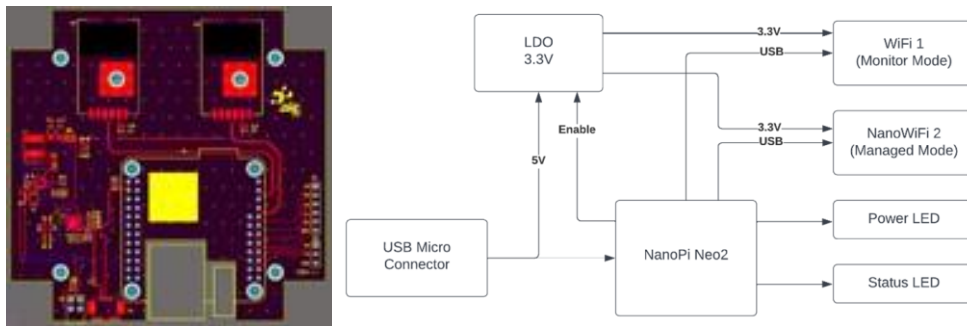 LDO
3.3V
3.3V
USB
WiFi 1
(Monitor Mode)
Enable
3.3V
USB
NanoWiFi 2
(Managed Mode)
5V
USB Micro
Connector
NanoPi Neo2
Power LED
Status LED